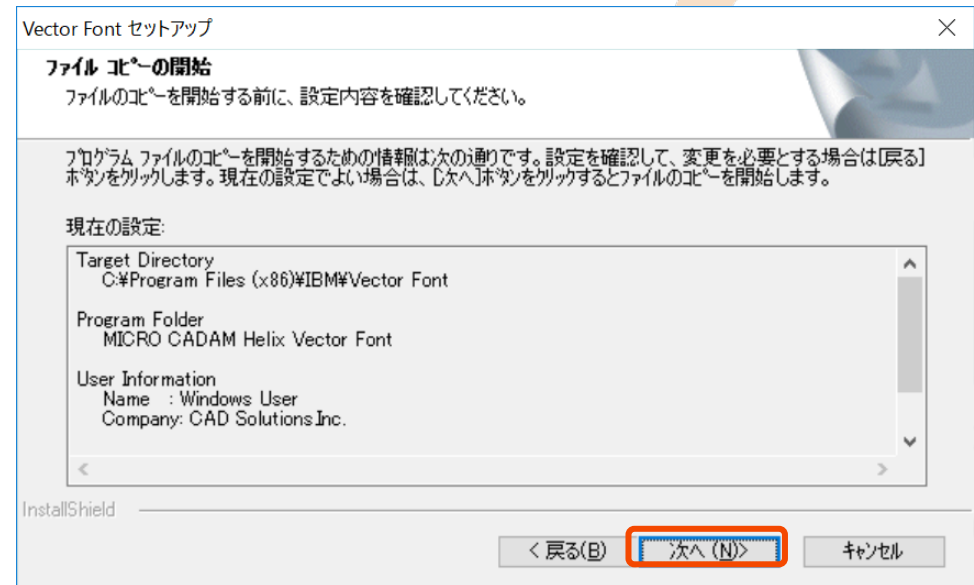 Vector Font セットアップ
ファイル コピーの開始
ファイルのコピーを開始する前に、設定内容を確認してください。
プログラム ファイルのコピーを開始するための情報は次の通りです。設定を確認して、変更を必要とする場合は[戻る]
ボタンをクリックします。現在の設定でよい場合は、[次へ]ボタンをクリックするとファイルのコピーを開始します。
現在の設定:
Target Directory
C:¥Program Files (x86)¥IBM¥Vector Font
Program Folder
MICRO CADAM Helix Vector Font
User Information
Name : Windows User
Company: CAD Solutions.Inc.
InstallShield
< 戻る(B)
次へ (N)>
キャンセル